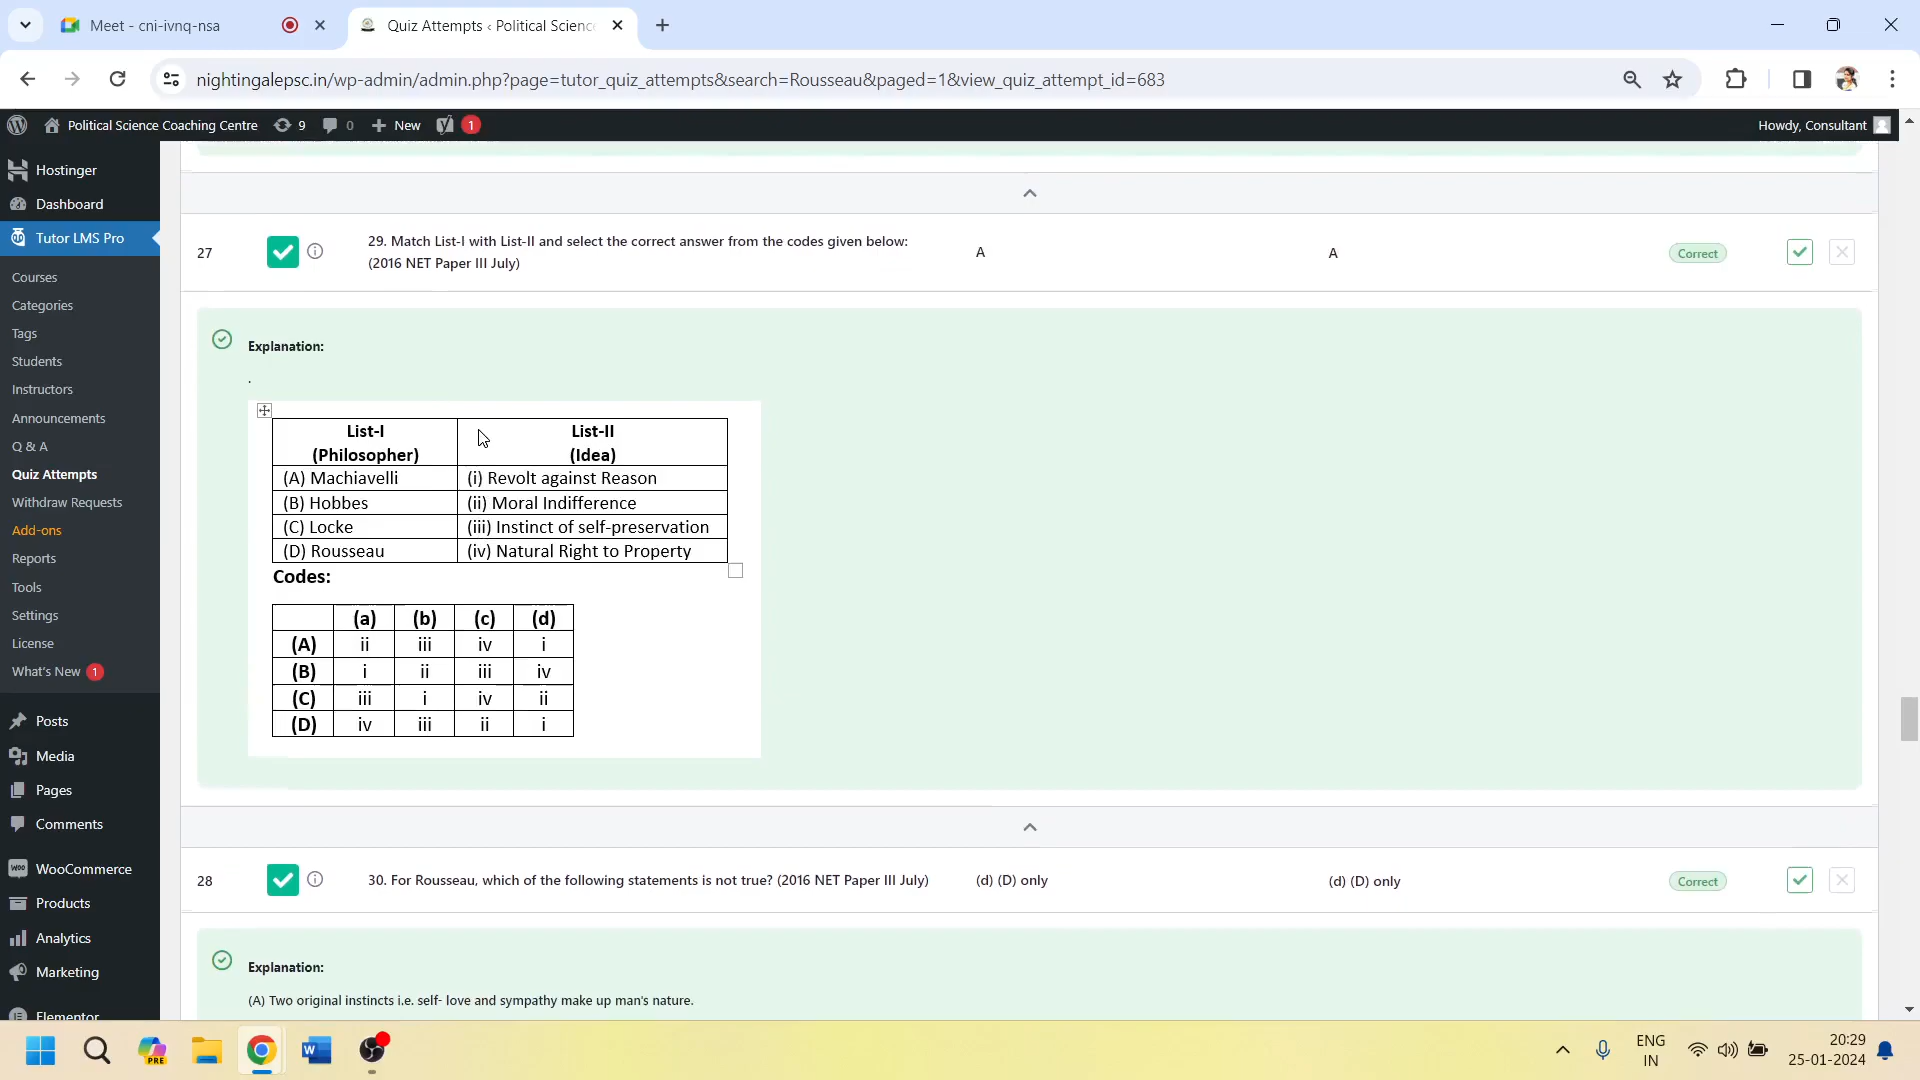 Meet - cni-ivnq-nsa
Quiz Attempts ‹ Political Science
nightingalepsc.in/wp-admin/admin.php?page=tutor_quiz_attempts&search=Rousseau&paged=1&view_quiz_attempt_id=683
Political Science Coaching Centre 9 0 New 1 Howdy, Consultant
Hostinger
Dashboard
Tutor LMS Pro
Courses
Categories
Tags
Students
Instructors
Announcements
Q & A
Quiz Attempts
Withdraw Requests
Add-ons
Reports
Tools
Settings
License
What's New 1
Posts
Media
Pages
Comments
WooCommerce
Products
Analytics
Marketing
Elementor
27 29. Match List-I with List-II and select the correct answer from the codes given below: A A Correct
(2016 NET Paper III July)
Explanation:
.
List-I List-II
(Philosopher) (Idea)
(A) Machiavelli (i) Revolt against Reason
(B) Hobbes (ii) Moral Indifference
(C) Locke (iii) Instinct of self-preservation
(D) Rousseau (iv) Natural Right to Property
Codes:
(a) (b) (c) (d)
(A) ii iii iv i
(B) i ii iii iv
(C) iii i iv ii
(D) iv iii ii i
28 30. For Rousseau, which of the following statements is not true? (2016 NET Paper III July) (d) (D) only (d) (D) only Correct
Explanation:
(A) Two original instincts i.e. self- love and sympathy make up man's nature.
PRE
ENG
IN
20:29
25-01-2024